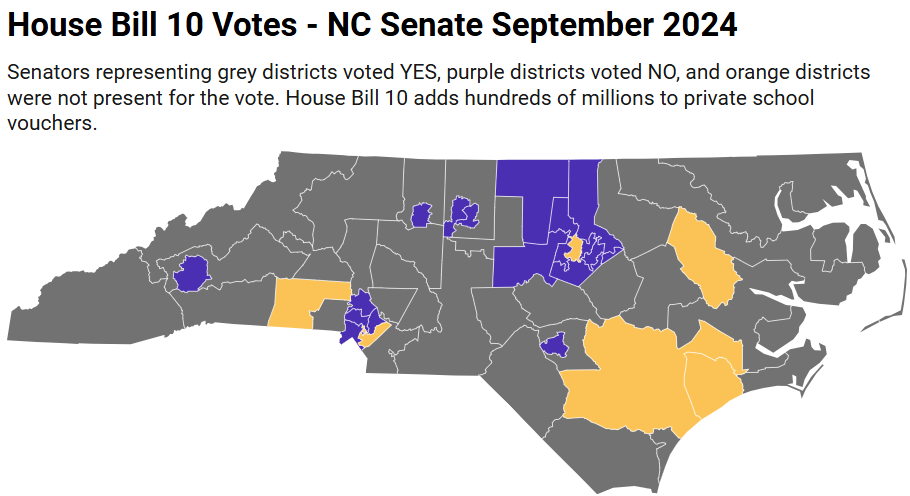 House Bill 10 Votes - NC Senate September 2024
Senators representing grey districts voted YES, purple districts voted NO, and orange districts
were not present for the vote. House Bill 10 adds hundreds of millions to private school
vouchers.